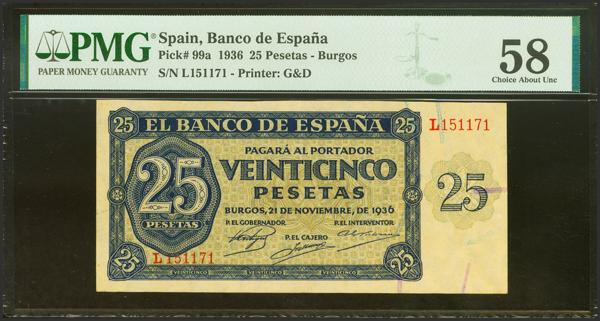 PMG
PAPER MONEY GUARANTY
Spain, Banco de España
Pick# 99a 1936 25 Pesetas - Burgos
S/N L151171 - Printer: G&D
58
Choice About Unc
25
EL BANCO DE ESPAÑA
25
L151171
PAGARÁ AL PORTADOR
25
PESETAS
VEINTICINCO
PESETAS
25
BURGOS, 21 DE NOVIEMBRE, DE 1936
P. EL GOBERNADOR
P. EL INTERVENTOR
P. EL CAJERO
L151171
25
VEINTICINCO
VEINTICINCO
VEINTICINCO
25